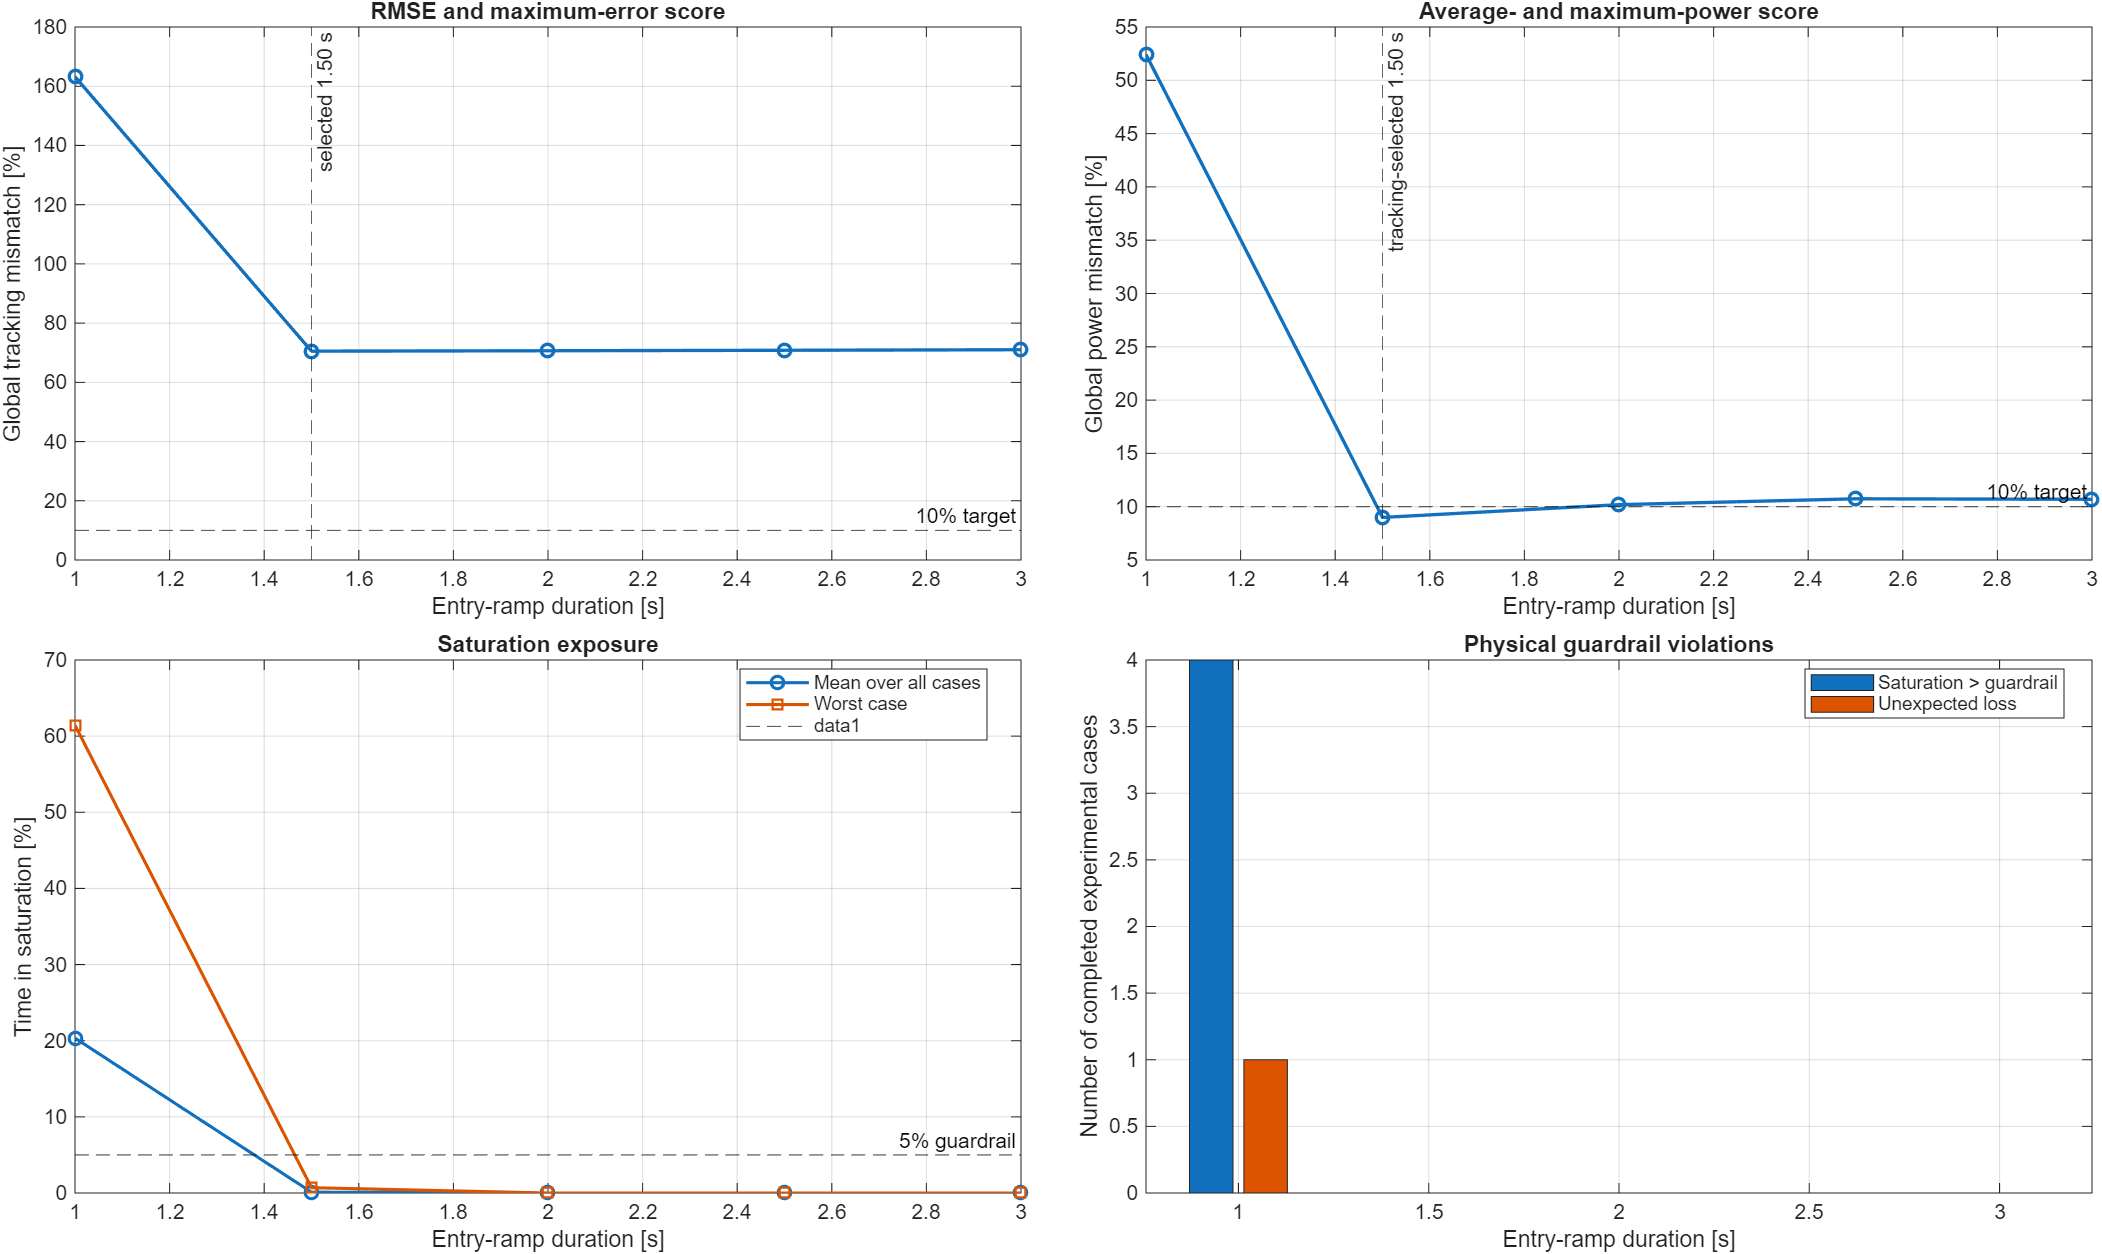 RMSE and maximum-error score
180
160
140
120
100
80
60
40
20
0
Global tracking mismatch [%]
selected 1.50 s
10% target
1 1.2 1.4 1.6 1.8 2 2.2 2.4 2.6 2.8 3
Entry-ramp duration [s]
Average- and maximum-power score
55
50
45
40
35
30
25
20
15
10
5
Global power mismatch [%]
tracking-selected 1.50 s
10% target
1 1.2 1.4 1.6 1.8 2 2.2 2.4 2.6 2.8 3
Entry-ramp duration [s]
Saturation exposure
70
60
50
40
30
20
10
0
Time in saturation [%]
Mean over all cases
Worst case
data1
5% guardrail
1 1.2 1.4 1.6 1.8 2 2.2 2.4 2.6 2.8 3
Entry-ramp duration [s]
Physical guardrail violations
4
3.5
3
2.5
2
1.5
1
0.5
0
Number of completed experimental cases
Saturation > guardrail
Unexpected loss
1 1.5 2 2.5 3
Entry-ramp duration [s]